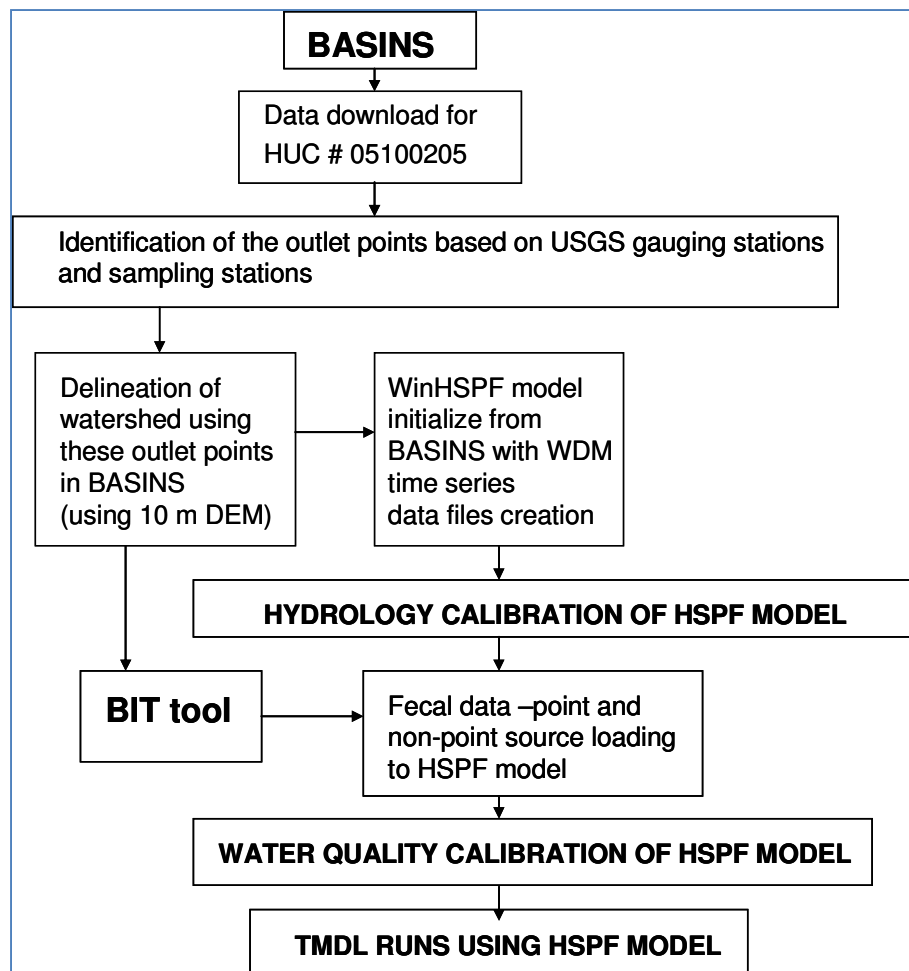 BASINS
Data download for
HUC # 05100205
Identification of the outlet points based on USGS gauging stations
and sampling stations
Delineation of
watershed using
these outlet points
in BASINS
(using 10 m DEM)
WinHSPF model
initialize from
BASINS with WDM
time series
data files creation
HYDROLOGY CALIBRATION OF HSPF MODEL
BIT tool
Fecal data –point and
non-point source loading
to HSPF model
WATER QUALITY CALIBRATION OF HSPF MODEL
TMDL RUNS USING HSPF MODEL